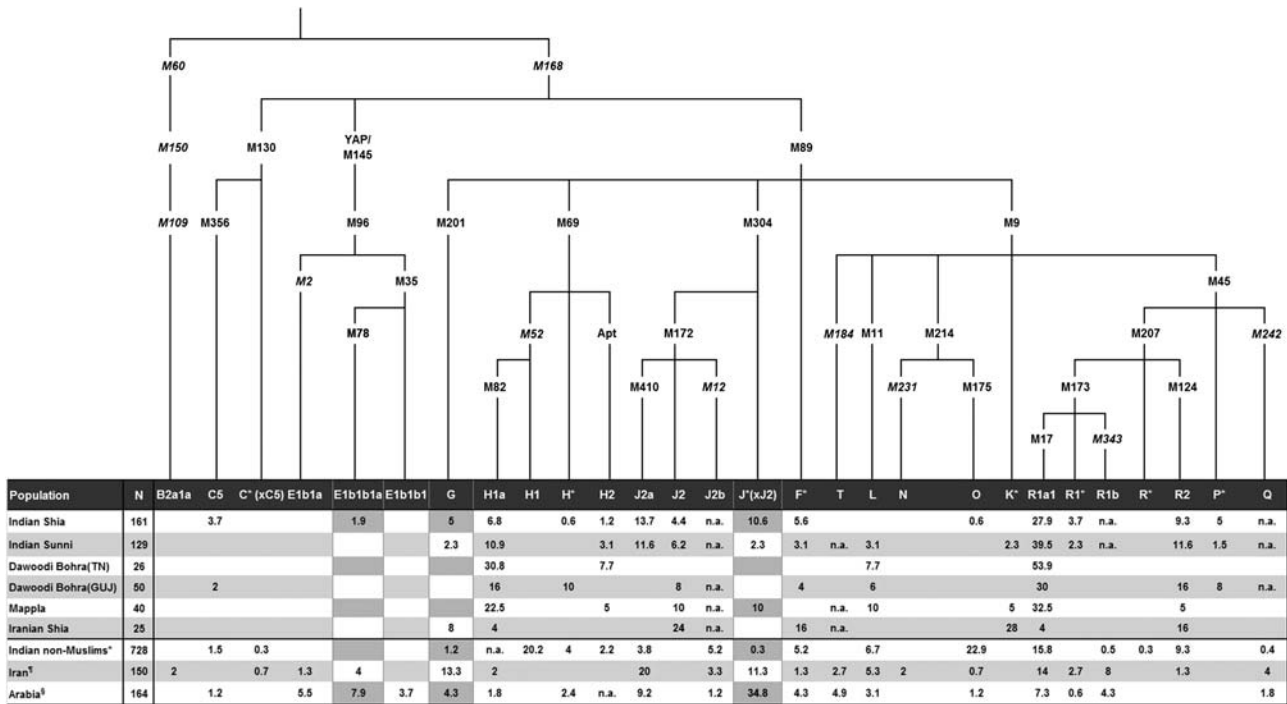 M60 M168
M150 M130 YAP/ M89
M145
M109 M356 M96 M201 M69 M304 M9
M2 M35 M45
M78 M52 Apt M172 M184 M11 M214 M207 M242
M82 M410 M12 M231 M175 M173 M124
M17 M343
Population N B2a1a C5 C* (xC5) E1b1a E1b1b1a E1b1b1 G H1a H1 H* H2 J2a J2 J2b J*(xJ2) F* T L N O K* R1a1 R1* R1b R* R2 P* Q
Indian Shia 161 3.7 1.9 5 6.8 0.6 1.2 13.7 4.4 n.a. 10.6 5.6 0.6 27.9 3.7 n.a. 9.3 5 n.a.
Indian Sunni 129 2.3 10.9 3.1 11.6 6.2 n.a. 2.3 3.1 n.a. 3.1 2.3 39.5 2.3 n.a. 11.6 1.5 n.a.
Dawoodi Bohra(TN) 26 30.8 7.7 7.7 53.9
Dawoodi Bohra(GUJ) 50 2 16 10 8 n.a. 4 6 30 16 8 n.a.
Mappla 40 22.5 5 10 n.a. 10 n.a. 10 5 32.5 5
Iranian Shia 25 8 4 24 n.a. 16 n.a. 28 4 16
Indian non-Muslims* 728 1.5 0.3 1.2 n.a. 20.2 4 2.2 3.8 5.2 0.3 5.2 6.7 22.9 15.8 0.5 0.3 9.3 0.4
Iran¶ 150 2 0.7 1.3 4 13.3 2 20 3.3 11.3 1.3 2.7 5.3 2 0.7 14 2.7 8 1.3 4
Arabia§ 164 1.2 5.5 7.9 3.7 4.3 1.8 2.4 n.a. 9.2 1.2 34.8 4.3 4.9 3.1 1.2 7.3 0.6 4.3 1.8